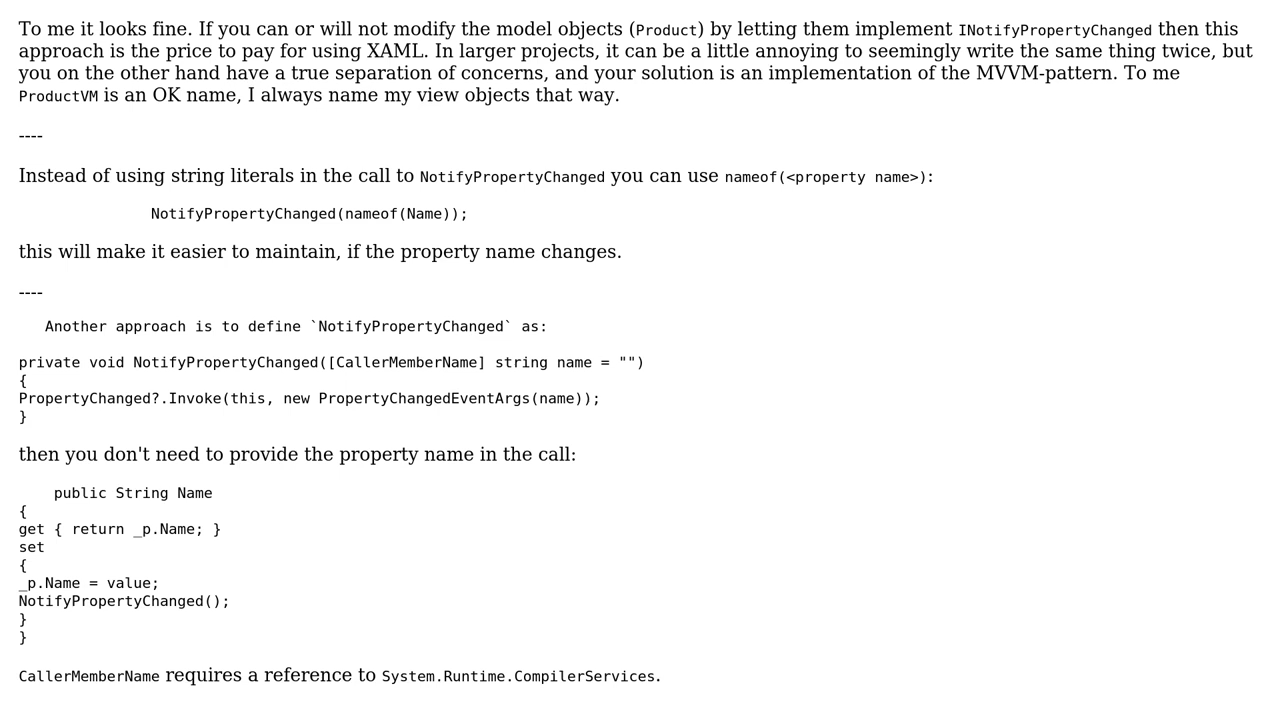 To me it looks fine. If you can or will not modify the model objects (Product) by letting them implement INotifyPropertyChanged then this
approach is the price to pay for using XAML. In larger projects, it can be a little annoying to seemingly write the same thing twice, but
you on the other hand have a true separation of concerns, and your solution is an implementation of the MVVM-pattern. To me
ProductVM is an OK name, I always name my view objects that way.
----
Instead of using string literals in the call to NotifyPropertyChanged you can use nameof(<property name>):
NotifyPropertyChanged(nameof(Name));
this will make it easier to maintain, if the property name changes.
----
Another approach is to define `NotifyPropertyChanged` as:
private void NotifyPropertyChanged([CallerMemberName] string name = "")
{
PropertyChanged?.Invoke(this, new PropertyChangedEventArgs(name));
}
then you don't need to provide the property name in the call:
public String Name
{
get { return _p.Name; }
set
{
_p.Name = value;
NotifyPropertyChanged();
}
}
CallerMemberName requires a reference to System.Runtime.CompilerServices.